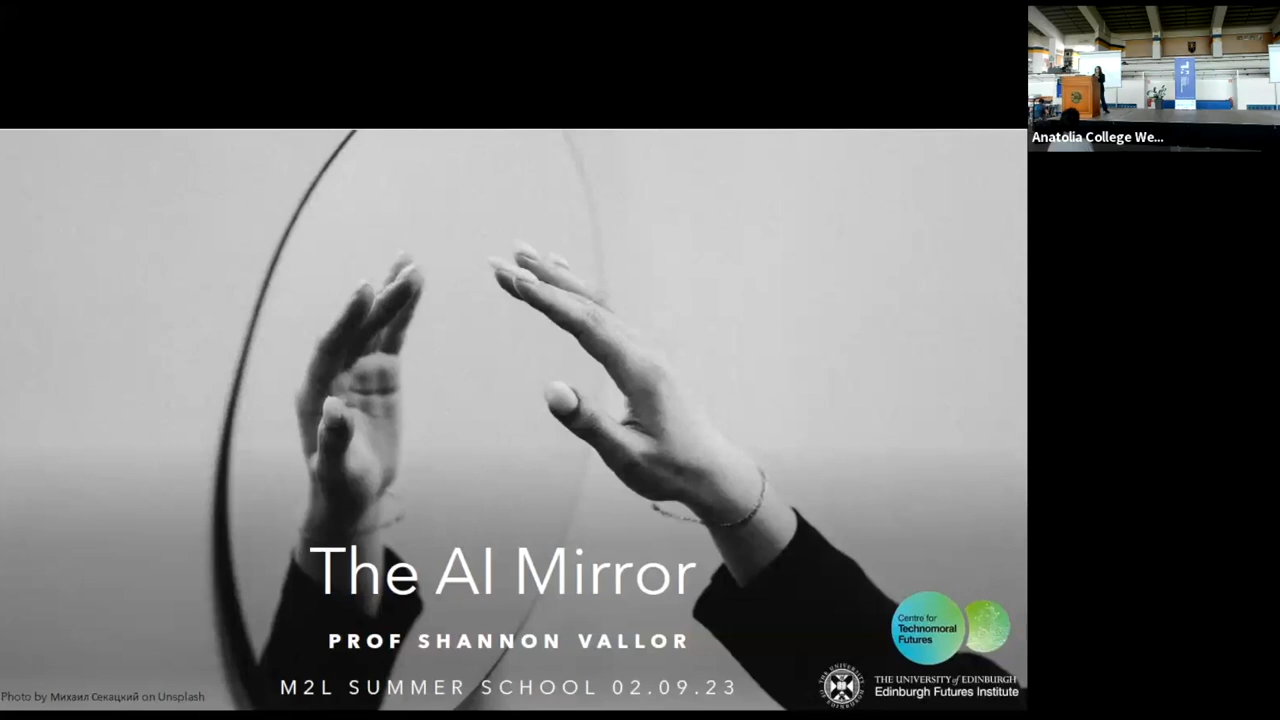 Anatolia College We...
The AI Mirror
PROF SHANNON VALLOR
M2L SUMMER SCHOOL 02.09.23
Photo by Михаил Секацкий on Unsplash
Centre for
Technomoral
Futures
THE UNIVERSITY of EDINBURGH
Edinburgh Futures Institute